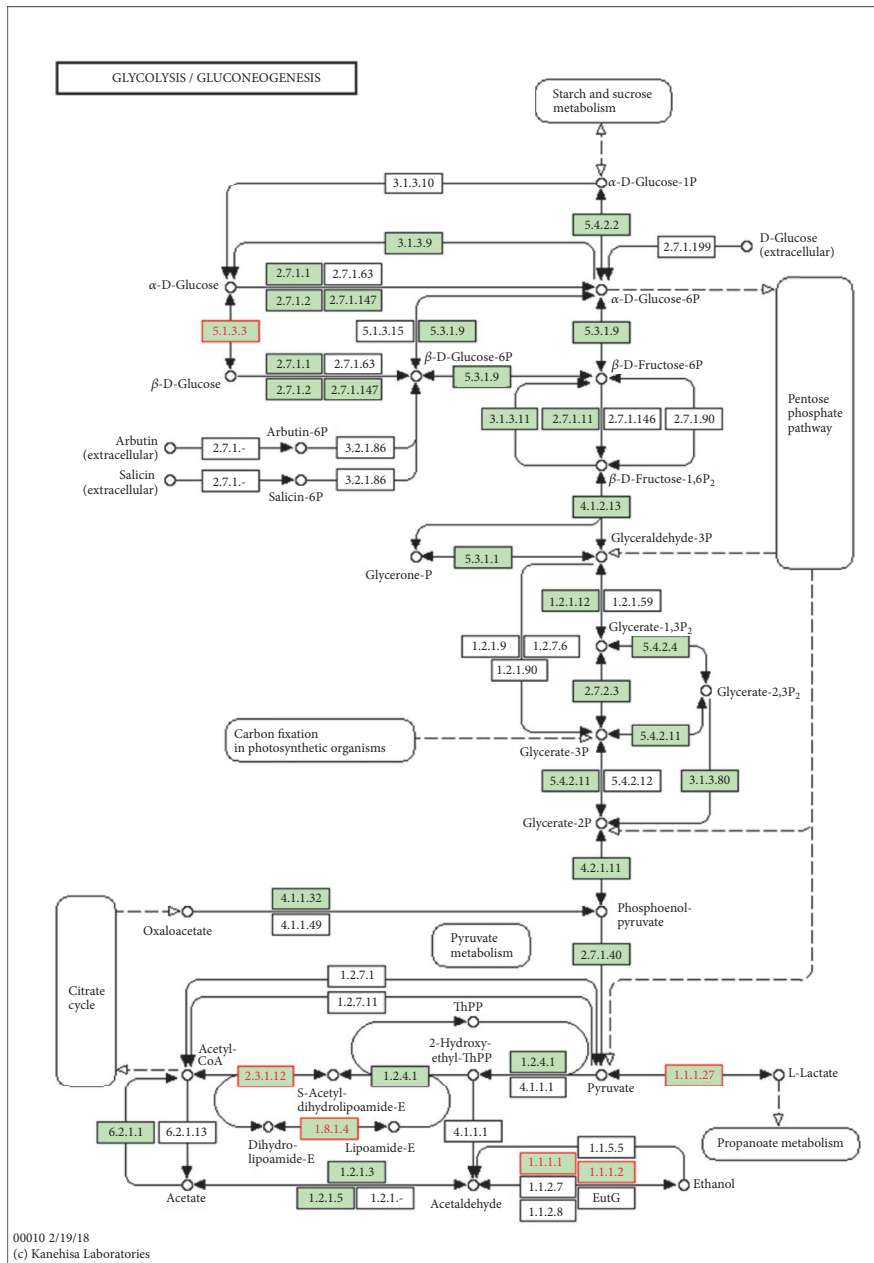 GLYCOLYSIS / GLUCONEOGENESIS
Starch and sucrose
metabolism
3.1.3.10
α-D-Glucose-1P
5.4.2.2
3.1.3.9
2.7.1.199
D-Glucose
(extracellular)
2.7.1.1
2.7.1.63
α-D-Glucose
2.7.1.2
2.7.1.147
α-D-Glucose-6P
5.1.3.3
5.1.3.15
5.3.1.9
5.3.1.9
β-D-Glucose-6P
β-D-Fructose-6P
2.7.1.1
2.7.1.63
β-D-Glucose
2.7.1.2
2.7.1.147
5.3.1.9
Pentose
phosphate
pathway
3.1.3.11
2.7.1.11
2.7.1.146
2.7.1.90
Arbutin
(extracellular)
2.7.1.-
Arbutin-6P
3.2.1.86
Salicin
(extracellular)
2.7.1.-
Salicin-6P
3.2.1.86
β-D-Fructose-1,6P2
4.1.2.13
Glyceraldehyde-3P
Glycerone-P
5.3.1.1
1.2.1.12
1.2.1.59
Glycerate-1,3P2
1.2.1.9
1.2.7.6
1.2.1.90
5.4.2.4
2.7.2.3
Glycerate-2,3P2
Carbon fixation
in photosynthetic organisms
Glycerate-3P
5.4.2.11
5.4.2.11
5.4.2.12
3.1.3.80
Glycerate-2P
4.2.1.11
4.1.1.32
Oxaloacetate
4.1.1.49
Phosphoenol-
pyruvate
Pyruvate
metabolism
2.7.1.40
Citrate
cycle
1.2.7.1
1.2.7.11
ThPP
Acetyl-
CoA
2-Hydroxy-
ethyl-ThPP
2.3.1.12
S-Acetyl-
dihydrolipoamide-E
1.2.4.1
1.2.4.1
4.1.1.1
Pyruvate
1.1.1.27
L-Lactate
6.2.1.1
6.2.1.13
Dihydro-
lipoamide-E
1.8.1.4
Lipoamide-E
4.1.1.1
Propanoate metabolism
1.1.5.5
1.1.1.1
1.1.1.2
Acetate
1.2.1.3
1.2.1.5
1.2.1.-
Acetaldehyde
1.1.2.7
EutG
1.1.2.8
Ethanol
00010 2/19/18
(c) Kanehisa Laboratories